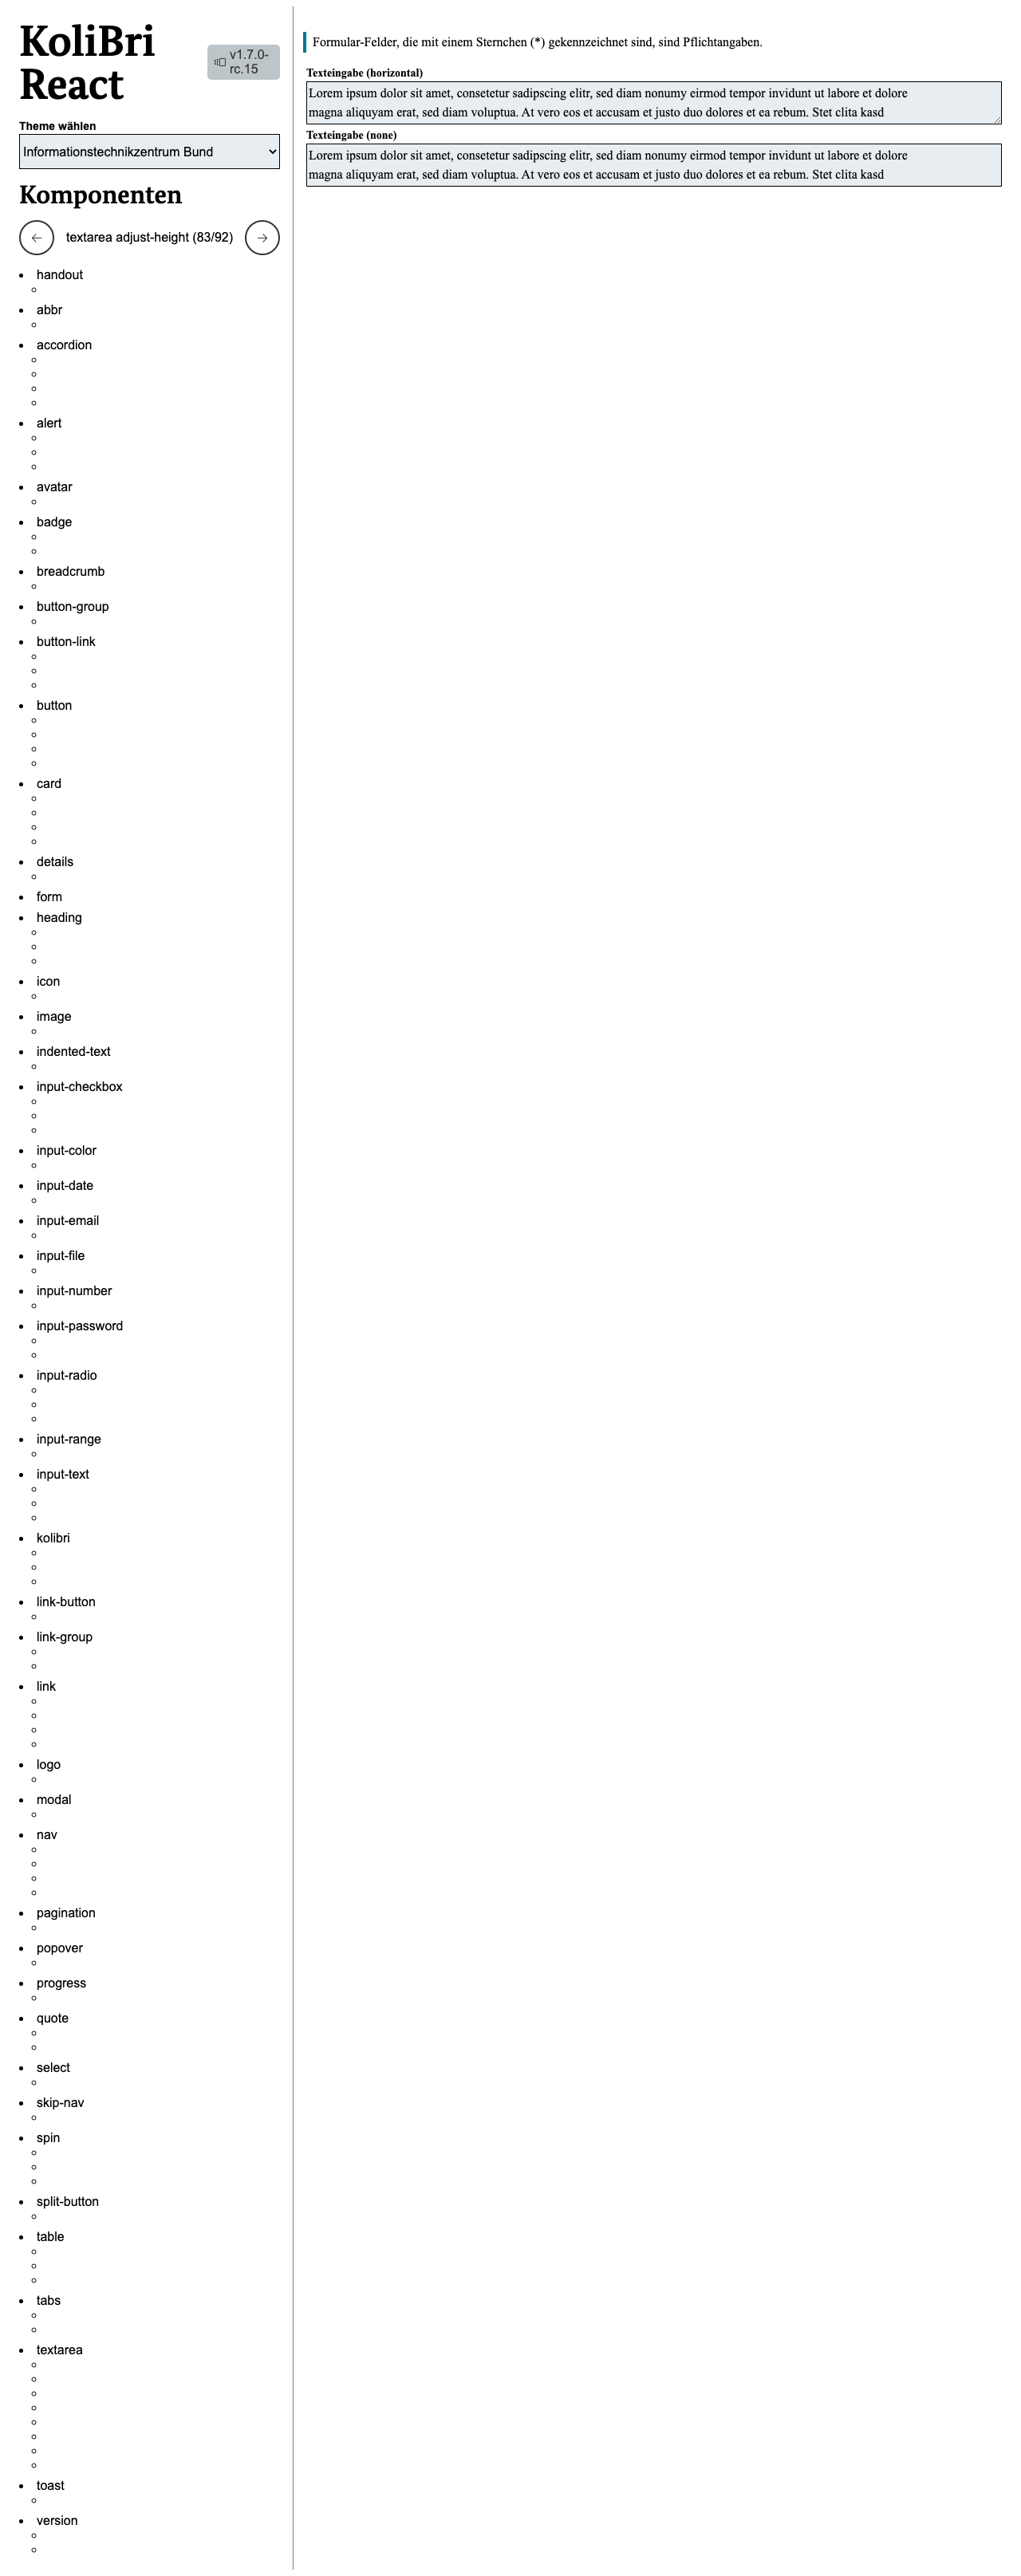 KoliBri
React
v1.7.0-
rc.15
Theme wählen
Informationstechnikzentrum Bund
Komponenten
textarea adjust-height (83/92)
handout
abbr
accordion
alert
avatar
badge
breadcrumb
button-group
button-link
button
card
details
form
heading
icon
image
indented-text
input-checkbox
input-color
input-date
input-email
input-file
input-number
input-password
input-radio
input-range
input-text
kolibri
link-button
link-group
link
logo
modal
nav
pagination
popover
progress
quote
select
skip-nav
spin
split-button
table
tabs
textarea
toast
version
Formular-Felder, die mit einem Sternchen (*) gekennzeichnet sind, sind Pflichtangaben.
Texteingabe (horizontal)
Lorem ipsum dolor sit amet, consetetur sadipscing elitr, sed diam nonumy eirmod tempor invidunt ut labore et dolore
magna aliquyam erat, sed diam voluptua. At vero eos et accusam et justo duo dolores et ea rebum. Stet clita kasd
Texteingabe (none)
Lorem ipsum dolor sit amet, consetetur sadipscing elitr, sed diam nonumy eirmod tempor invidunt ut labore et dolore
magna aliquyam erat, sed diam voluptua. At vero eos et accusam et justo duo dolores et ea rebum. Stet clita kasd